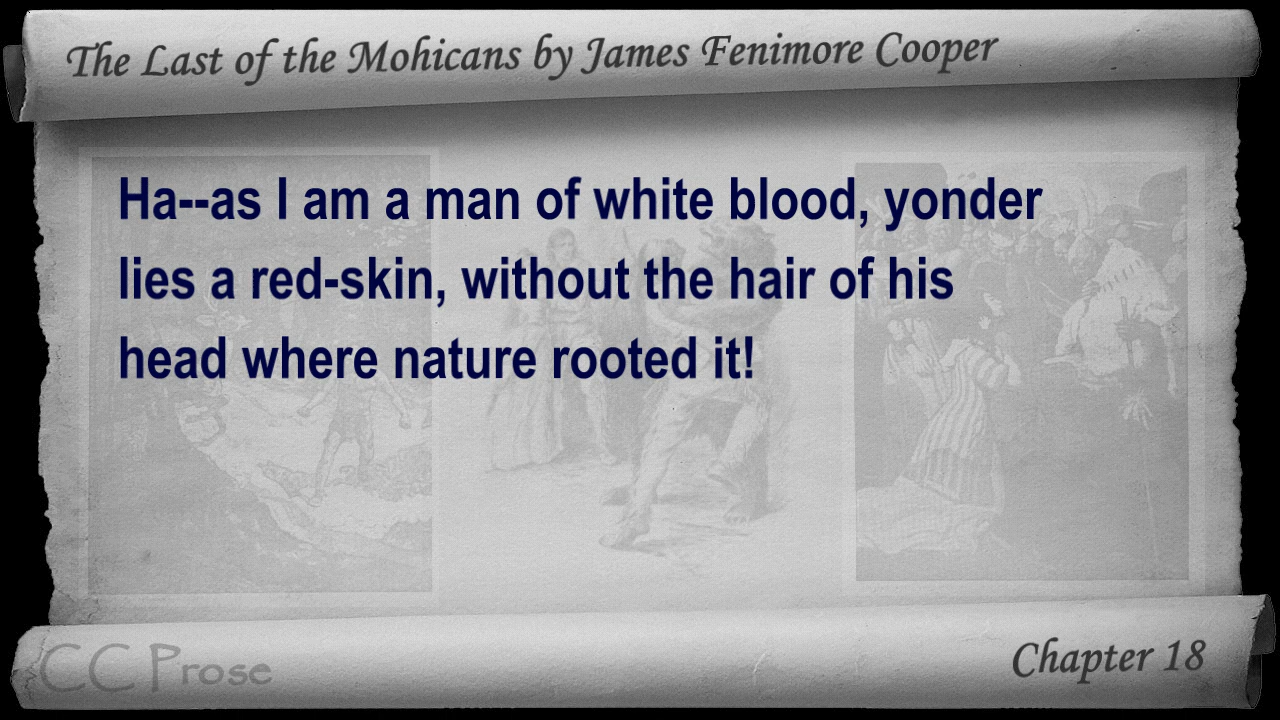 The Last of the Mohicans by James Fenimore Cooper
Ha--as I am a man of white blood, yonder
lies a red-skin, without the hair of his
head where nature rooted it!
CC Prose
Chapter 18